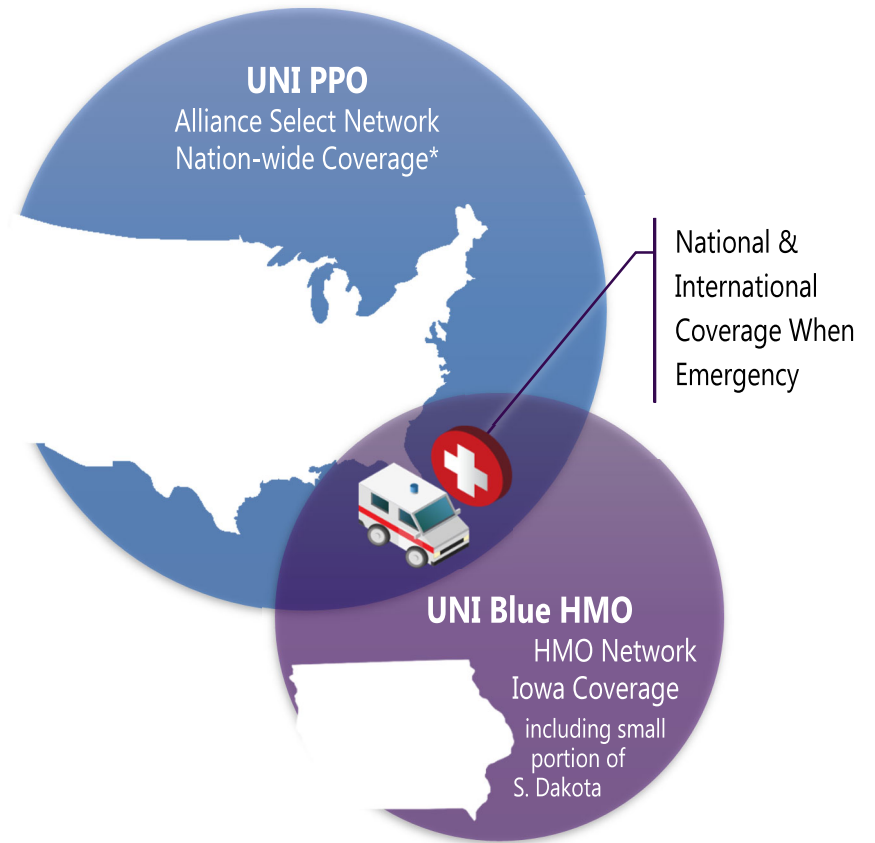 UNI PPO
Alliance Select Network
Nation-wide Coverage*
National &
International
Coverage When
Emergency
UNI Blue HMO
HMO Network
Iowa Coverage
including small
portion of
S. Dakota